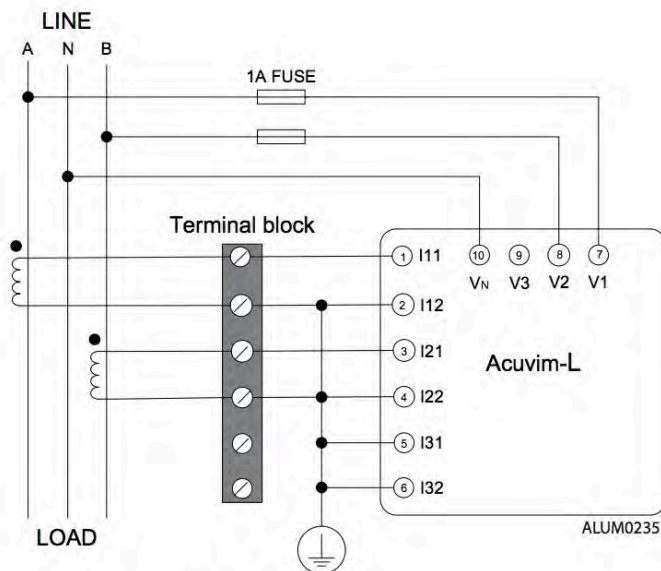 LINE
A N B
1A FUSE
Terminal block
1 I11
10 9 8 7
VN V3 V2 V1
2 I12
3 I21
Acuvim-L
4 I22
5 I31
6 I32
ALUM0235
LOAD